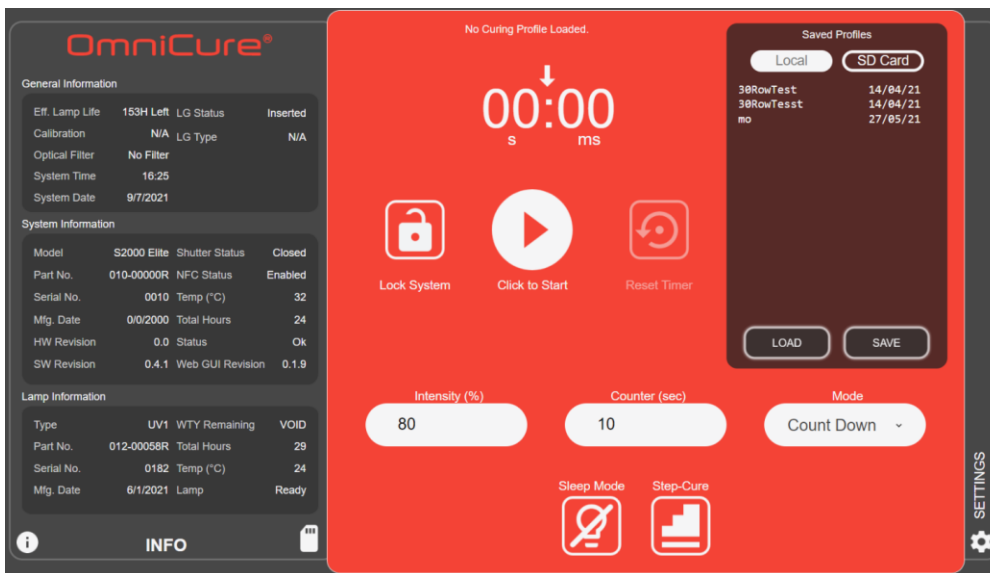 OmniCure®
General Information
Eff. Lamp Life 153H Left LG Status Inserted
Calibration N/A LG Type N/A
Optical Filter No Filter
System Time 16:25
System Date 9/7/2021
System Information
Model S2000 Elite Shutter Status Closed
Part No. 010-00000R NFC Status Enabled
Serial No. 0010 Temp (°C) 32
Mfg. Date 0/0/2000 Total Hours 24
HW Revision 0.0 Status Ok
SW Revision 0.4.1 Web GUI Revision 0.1.9
Lamp Information
Type UV1 WTY Remaining VOID
Part No. 012-00058R Total Hours 29
Serial No. 0182 Temp (°C) 24
Mfg. Date 6/1/2021 Lamp Ready
INFO
No Curing Profile Loaded.
00:00
s ms
Lock System Click to Start Reset Timer
Saved Profiles
Local SD Card
30RowTest 14/04/21
30RowTesst 14/04/21
mo 27/05/21
LOAD SAVE
Intensity (%) Counter (sec) Mode
80 10 Count Down
Sleep Mode Step-Cure
SETTINGS